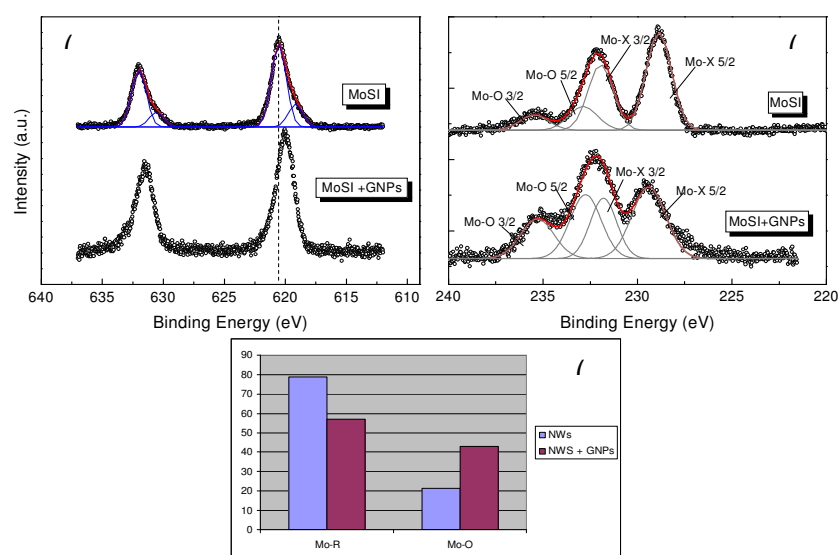 (
MoSI
MoSI +GNPs
Intensity (a.u.)
640 635 630 625 620 615 610
Binding Energy (eV)
(
Mo-X 3/2
Mo-O 5/2
Mo-O 3/2
Mo-X 5/2
MoSI
Mo-O 5/2
Mo-X 3/2
Mo-X 5/2
Mo-O 3/2
MoSI+GNPs
240 235 230 225 220
Binding Energy (eV)
(
90
80
70
60
50
40
30
20
10
0
Mo-R Mo-O
NWs
NWS + GNPs